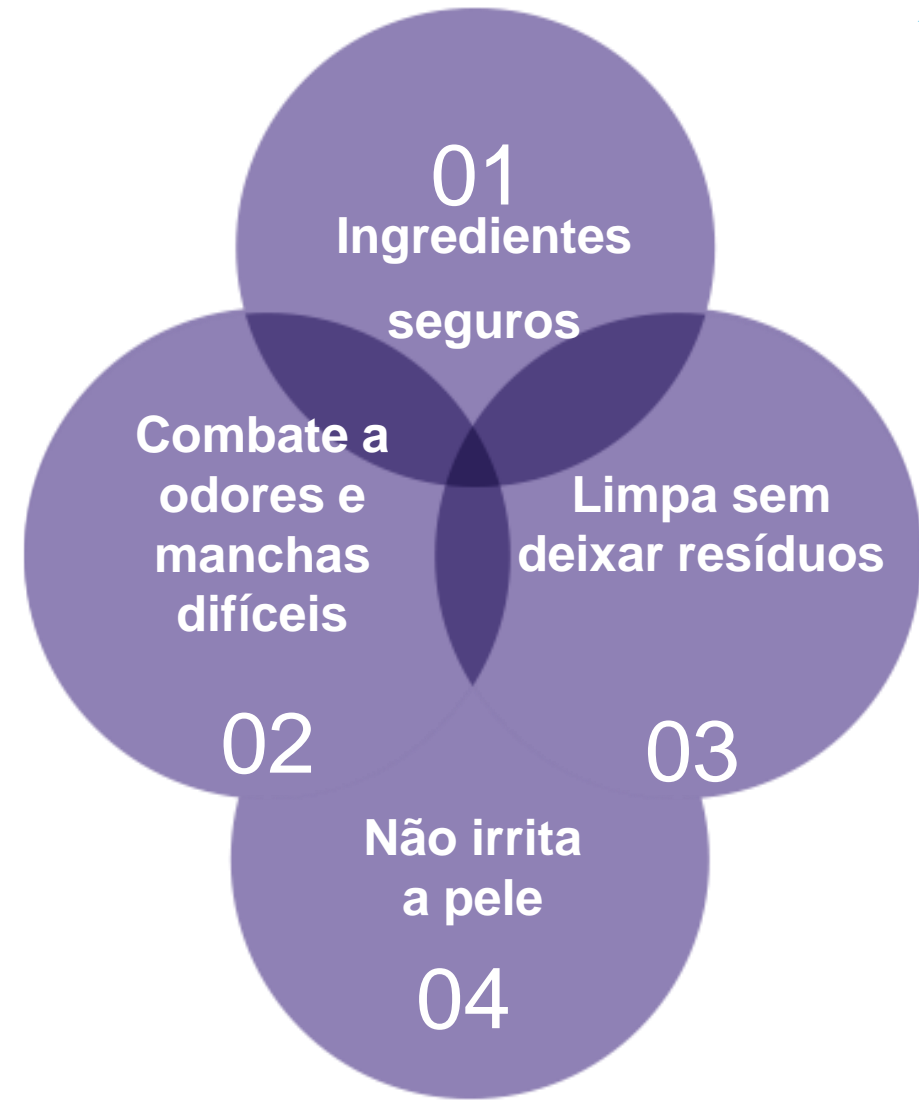 01
Ingredientes
seguros
Combate a
odores e
manchas
difíceis
02
Limpa sem
deixar resíduos
03
Não irrita
a pele
04